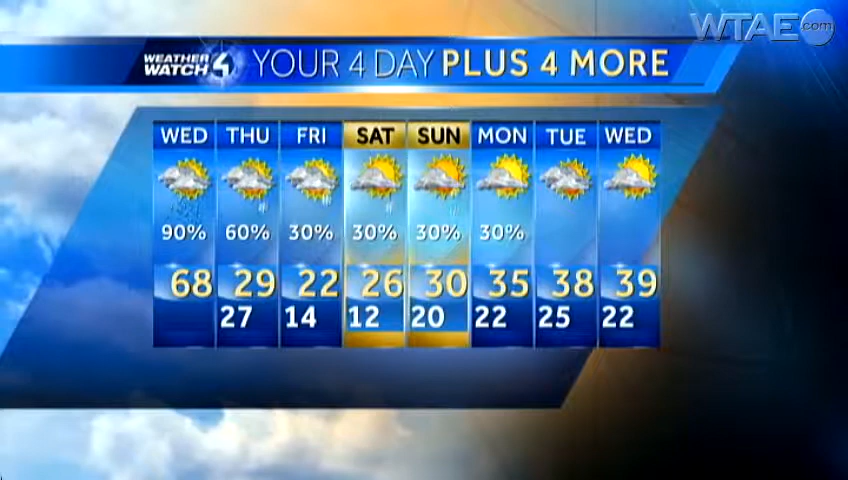 WTAE.com
WEATHER WATCH 4 YOUR 4 DAY PLUS 4 MORE
WED THU FRI SAT SUN MON TUE WED
90% 60% 30% 30% 30% 30%
68 29 22 26 30 35 38 39
27 14 12 20 22 25 22